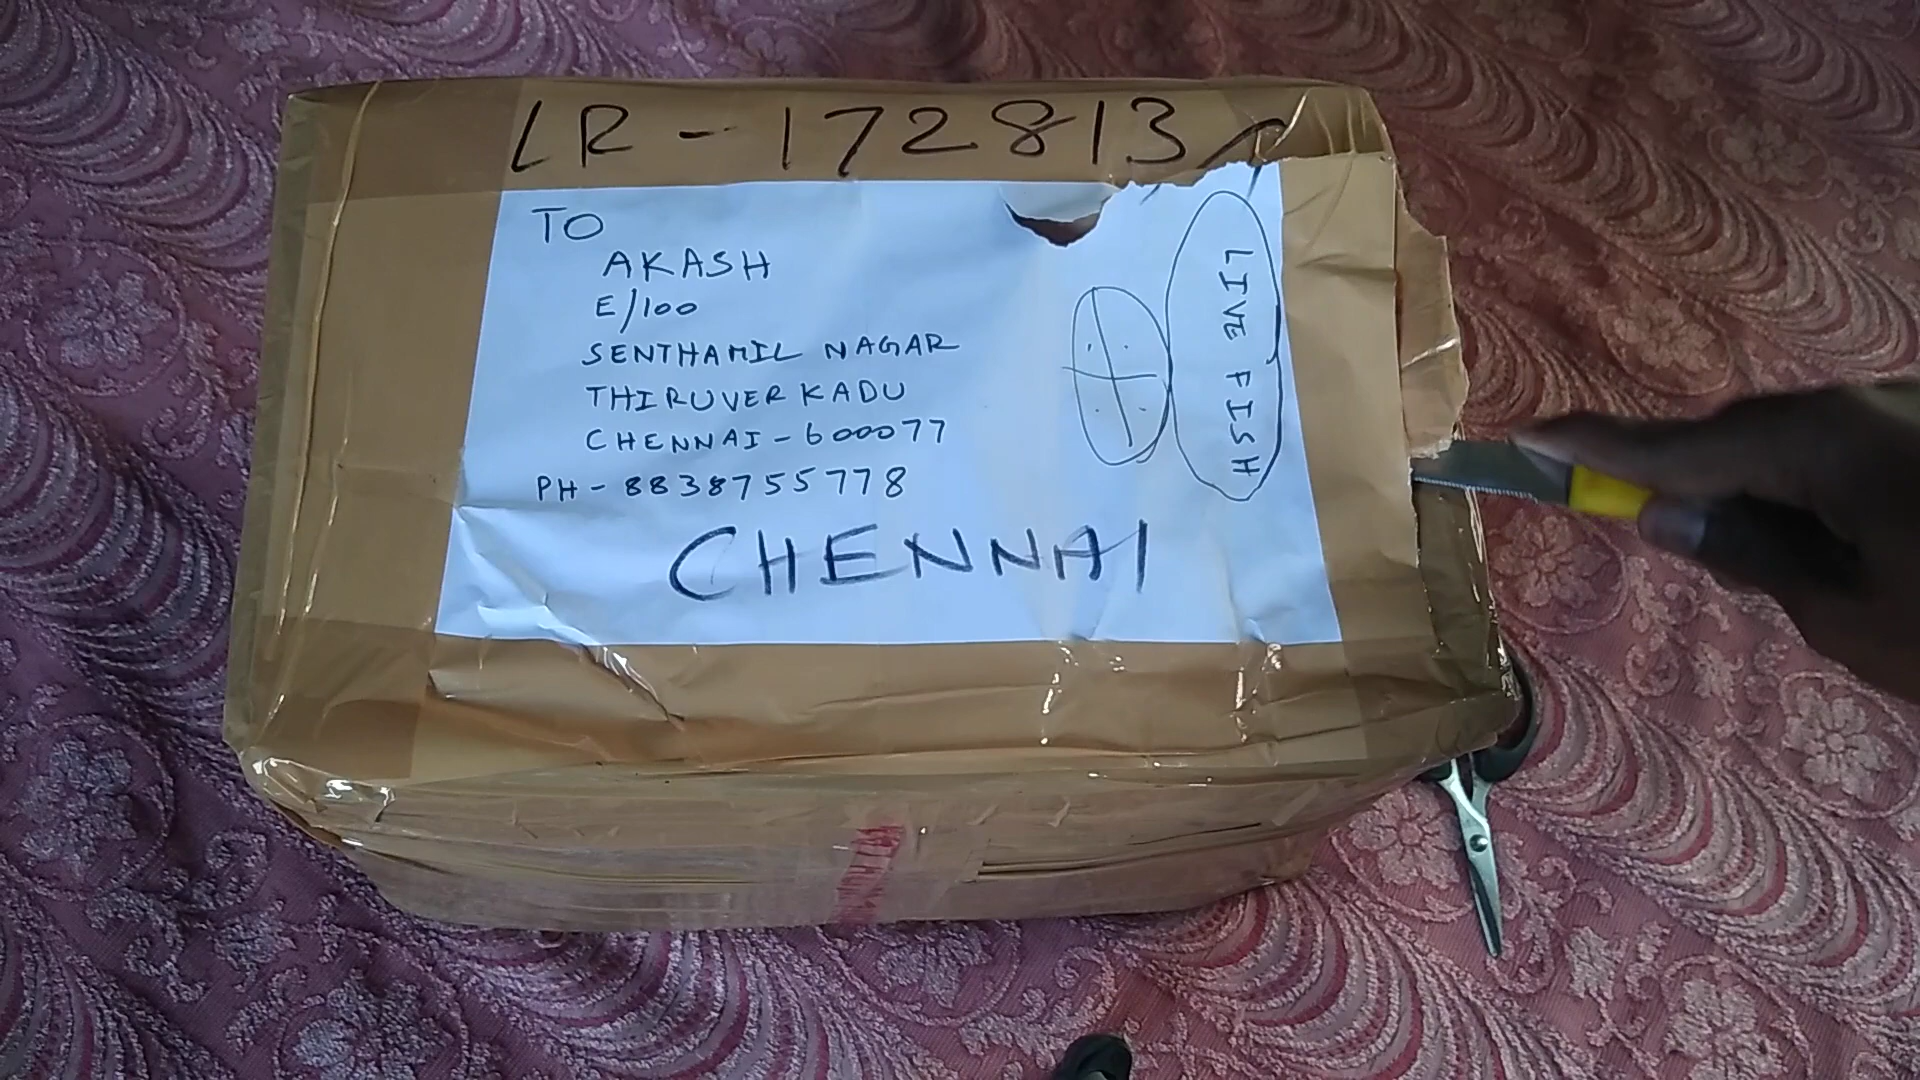 LR-172813
TO
AKASH
E/100
SENTHAMIL NAGAR
THIRUVERKADU
CHENNAI-600077
PH-8838755778
CHENNAI
LIVE FISH